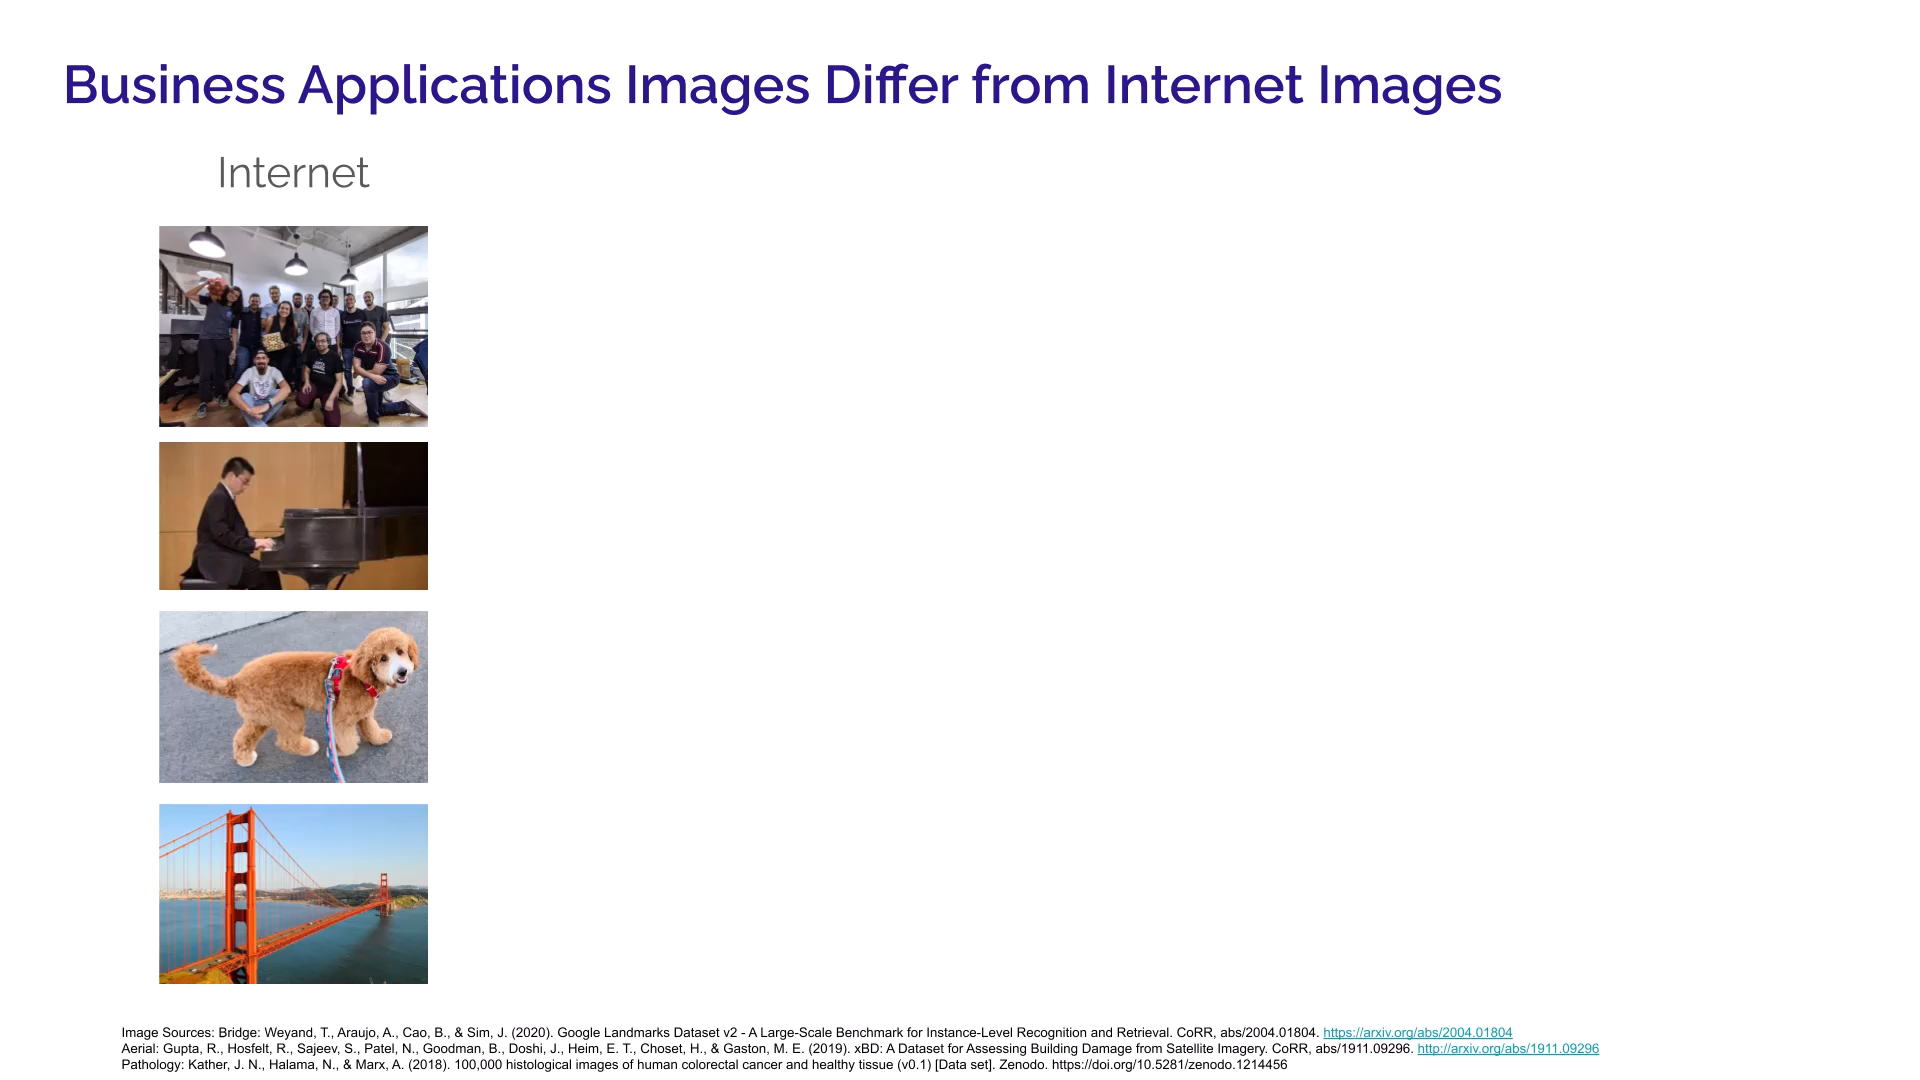 Business Applications Images Differ from Internet Images
Internet
Image Sources: Bridge: Weyand, T., Araujo, A., Cao, B., & Sim, J. (2020). Google Landmarks Dataset v2 - A Large-Scale Benchmark for Instance-Level Recognition and Retrieval. CoRR, abs/2004.01804. https://arxiv.org/abs/2004.01804
Aerial: Gupta, R., Hosfelt, R., Sajeev, S., Patel, N., Goodman, B., Doshi, J., Heim, E. T., Choset, H., & Gaston, M. E. (2019). xBD: A Dataset for Assessing Building Damage from Satellite Imagery. CoRR, abs/1911.09296. http://arxiv.org/abs/1911.09296
Pathology: Kather, J. N., Halama, N., & Marx, A. (2018). 100,000 histological images of human colorectal cancer and healthy tissue (v0.1) [Data set]. Zenodo. https://doi.org/10.5281/zenodo.1214456